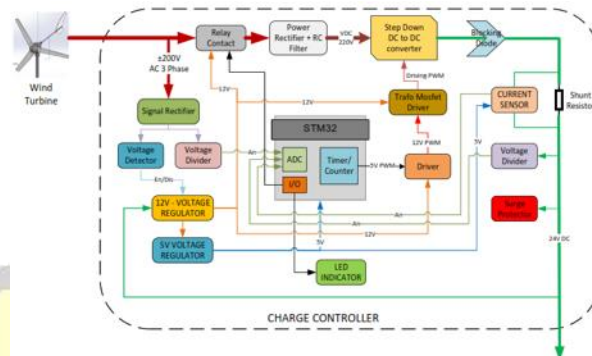 Wind
Turbine
±200V
AC 3 Phase
Relay
Contact
Power
Rectifier + RC
Filter
VDC
220V
Step Down
DC to DC
converter
Blocking
Diode
Driving PWM
12V
12V
Trafo Mosfet
Driver
CURRENT
SENSOR
Shunt
Resistor
Signal Rectifier
STM32
12V PWM
5V
Voltage
Detector
Voltage
Divider
An
ADC
Timer/
Counter
5V PWM
Driver
Voltage
Divider
I/O
En/Dis
An
An
12V - VOLTAGE
REGULATOR
Surge
Protector
12V
5V VOLTAGE
REGULATOR
5V
24V DC
LED
INDICATOR
CHARGE CONTROLLER